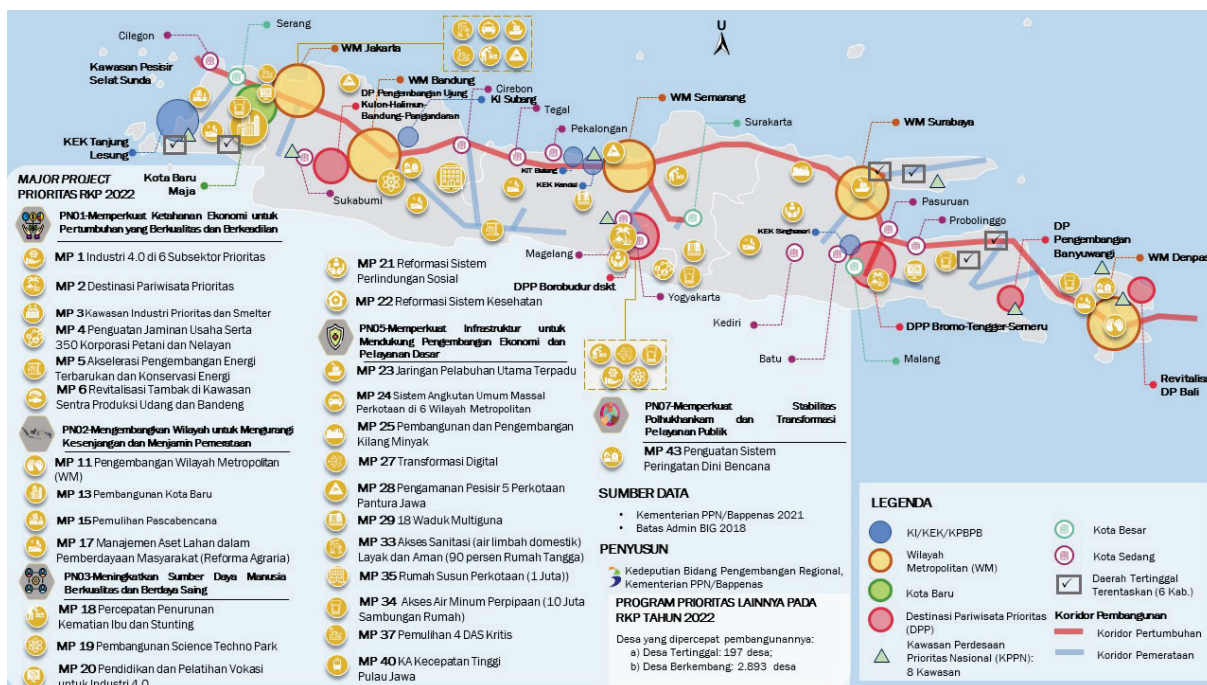 Serang
Cilegon
WM Jakarta
U
Kawasan Pesisir
Selat Sunda
WM Bandung
DP Pengembangan Ujung
Kulon-Halimun-
Bandung-Pangandaran
Cirebon
KI Subang
Tegal
Pekalongan
WM Semarang
Surakarta
WM Surabaya
KEK Tanjung
Lesung
Kota Baru
Maja
Sukabumi
KIT Batang
KEK Kendal
Magelang
DPP Borobudur dskt
Yogyakarta
KEK Singhasari
Kediri
Batu
Pasuruan
Probolinggo
DP
Pengembangan
Banyuwangi
WM Denpas
DPP Bromo-Tengger-Semeru
Malang
Revitalisa
DP Bali
MAJOR PROJECT
PRIORITAS RKP 2022
PN01-Memperkuat Ketahanan Ekonomi untuk
Pertumbuhan yang Berkualitas dan Berkeadilan
MP 1 Industri 4.0 di 6 Subsektor Prioritas
MP 2 Destinasi Pariwisata Prioritas
MP 3 Kawasan Industri Prioritas dan Smelter
MP 4 Penguatan Jaminan Usaha Serta
350 Korporasi Petani dan Nelayan
MP 5 Akselerasi Pengembangan Energi
Terbarukan dan Konservasi Energi
MP 6 Revitalisasi Tambak di Kawasan
Sentra Produksi Udang dan Bandeng
PN02-Mengembangkan Wilayah untuk Mengurangi
Kesenjangan dan Menjamin Pemerataan
MP 11 Pengembangan Wilayah Metropolitan
(WM)
MP 13 Pembangunan Kota Baru
MP 15 Pemulihan Pascabencana
MP 17 Manajemen Aset Lahan dalam
Pemberdayaan Masyarakat (Reforma Agraria)
PN03-Meningkatkan Sumber Daya Manusia
Berkualitas dan Berdaya Saing
MP 18 Percepatan Penurunan
Kematian Ibu dan Stunting
MP 19 Pembangunan Science Techno Park
MP 20 Pendidikan dan Pelatihan Vokasi
untuk Industri 4.0
MP 21 Reformasi Sistem
Perlindungan Sosial
MP 22 Reformasi Sistem Kesehatan
PN05-Memperkuat Infrastruktur untuk
Mendukung Pengembangan Ekonomi dan
Pelayanan Dasar
MP 23 Jaringan Pelabuhan Utama Terpadu
MP 24 Sistem Angkutan Umum Massal
Perkotaan di 6 Wilayah Metropolitan
MP 25 Pembangunan dan Pengembangan
Kilang Minyak
MP 27 Transformasi Digital
MP 28 Pengamanan Pesisir 5 Perkotaan
Pantura Jawa
MP 29 18 Waduk Multiguna
MP 33 Akses Sanitasi (air limbah domestik)
Layak dan Aman (90 persen Rumah Tangga)
MP 35 Rumah Susun Perkotaan (1 Juta))
MP 34 Akses Air Minum Perpipaan (10 Juta
Sambungan Rumah)
MP 37 Pemulihan 4 DAS Kritis
MP 40 KA Kecepatan Tinggi
Pulau Jawa
PN07-Memperkuat Stabilitas
Polhukhankam dan Transformasi
Pelayanan Publik
MP 43 Penguatan Sistem
Peringatan Dini Bencana
SUMBER DATA
• Kementerian PPN/Bappenas 2021
• Batas Admin BIG 2018
PENYUSUN
Kedeputian Bidang Pengembangan Regional,
Kementerian PPN/Bappenas
PROGRAM PRIORITAS LAINNYA PADA
RKP TAHUN 2022
Desa yang dipercepat pembangunannya:
a) Desa Tertinggal: 197 desa;
b) Desa Berkembang: 2.893 desa
LEGENDA
KI/KEK/KPBPB
Wilayah
Metropolitan (WM)
Kota Baru
Destinasi Pariwisata Prioritas
(DPP)
Kawasan Perdesaan
Prioritas Nasional (KPPN):
8 Kawasan
Kota Besar
Kota Sedang
Daerah Tertinggal
Terentaskan (6 Kab.)
Koridor Pembangunan
Koridor Pertumbuhan
Koridor Pemerataan